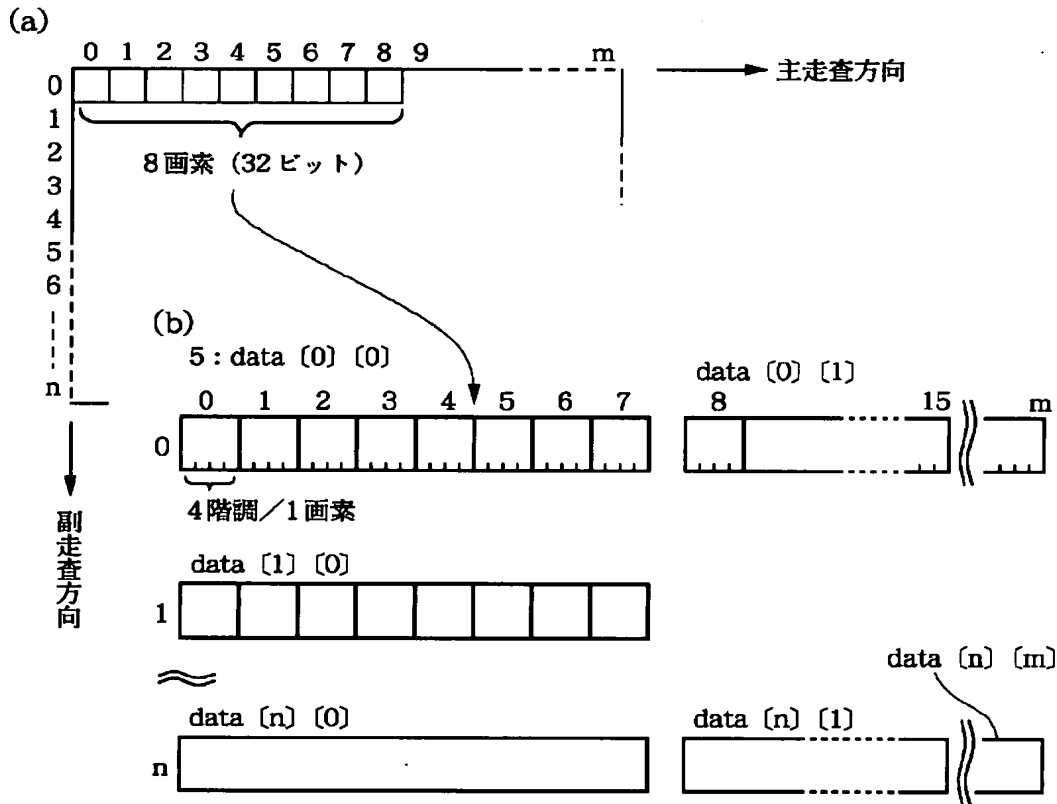 (a)
0 1 2 3 4 5 6 7 8 9 m
主走査方向
0
1
2
3
4
5
6
n
8画素(32ビット)
副走査方向
(b)
5:data〔0〕〔0〕
data〔0〕〔1〕
0 1 2 3 4 5 6 7 8 15 m
0
4階調/1画素
data〔1〕〔0〕
1
data〔n〕〔m〕
data〔n〕〔0〕
data〔n〕〔1〕
n